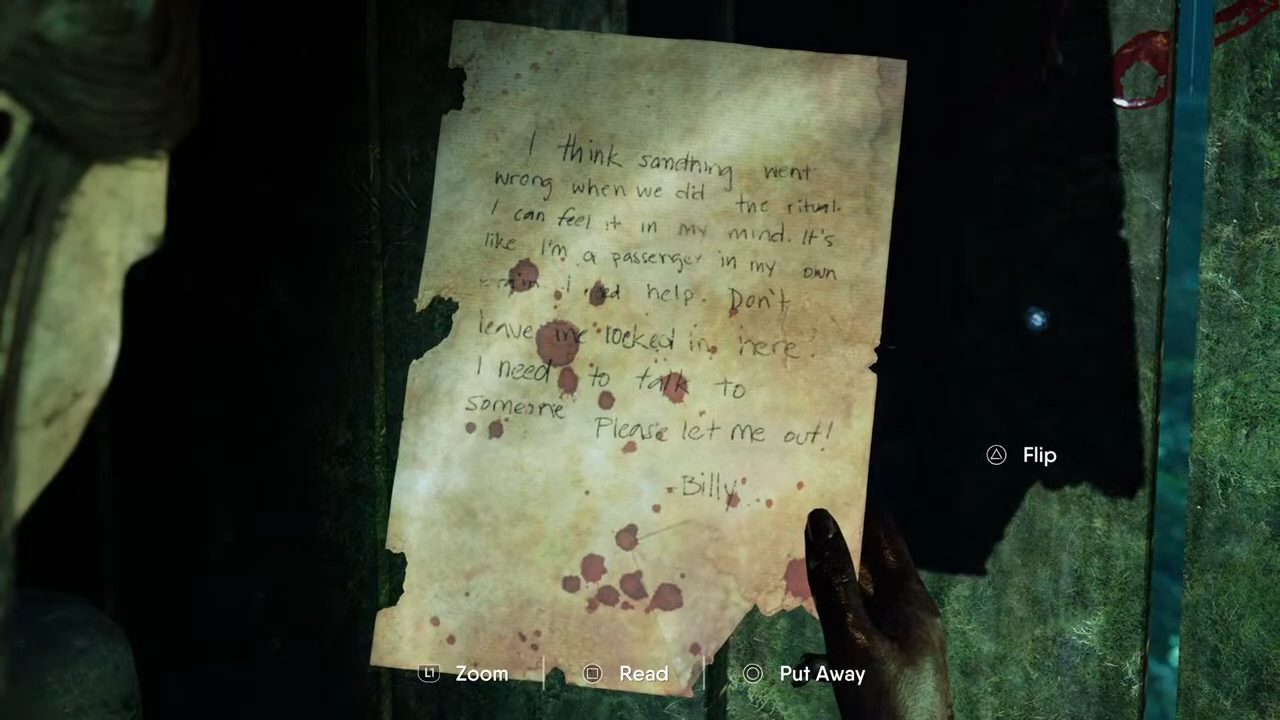 I think somthing went
wrong when we did the ritual.
I can feel it in my mind. It's
like I'm a passenger in my own
I need help. Don't
leave me locked in here!
I need to talk to
someone Please let me out!
-Billy
Flip
L1 Zoom Read Put Away